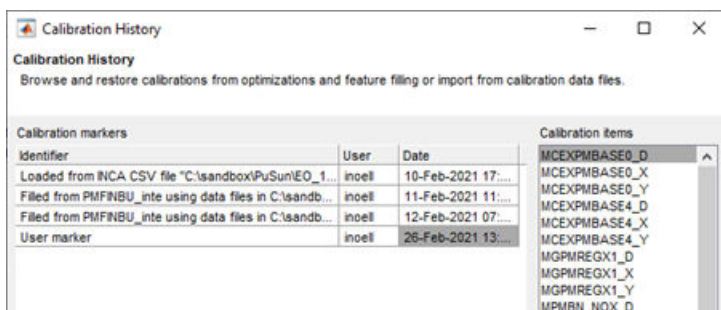 Calibration History
Calibration History
Browse and restore calibrations from optimizations and feature filling or import from calibration data files.
Calibration markers
Identifier User Date
Loaded from INCA CSV file "C:\sandbox\PuSun\EO_1... inoell 10-Feb-2021 17:...
Filled from PMFINBU_inte using data files in C:\sandb... inoell 11-Feb-2021 11:...
Filled from PMFINBU_inte using data files in C:\sandb... inoell 12-Feb-2021 07:...
User marker inoell 26-Feb-2021 13:...
Calibration items
MCEXPMBASE0_D
MCEXPMBASE0_X
MCEXPMBASE0_Y
MCEXPMBASE4_D
MCEXPMBASE4_X
MCEXPMBASE4_Y
MGPMREGX1_D
MGPMREGX1_X
MGPMREGX1_Y
MPMBN_NOX_D